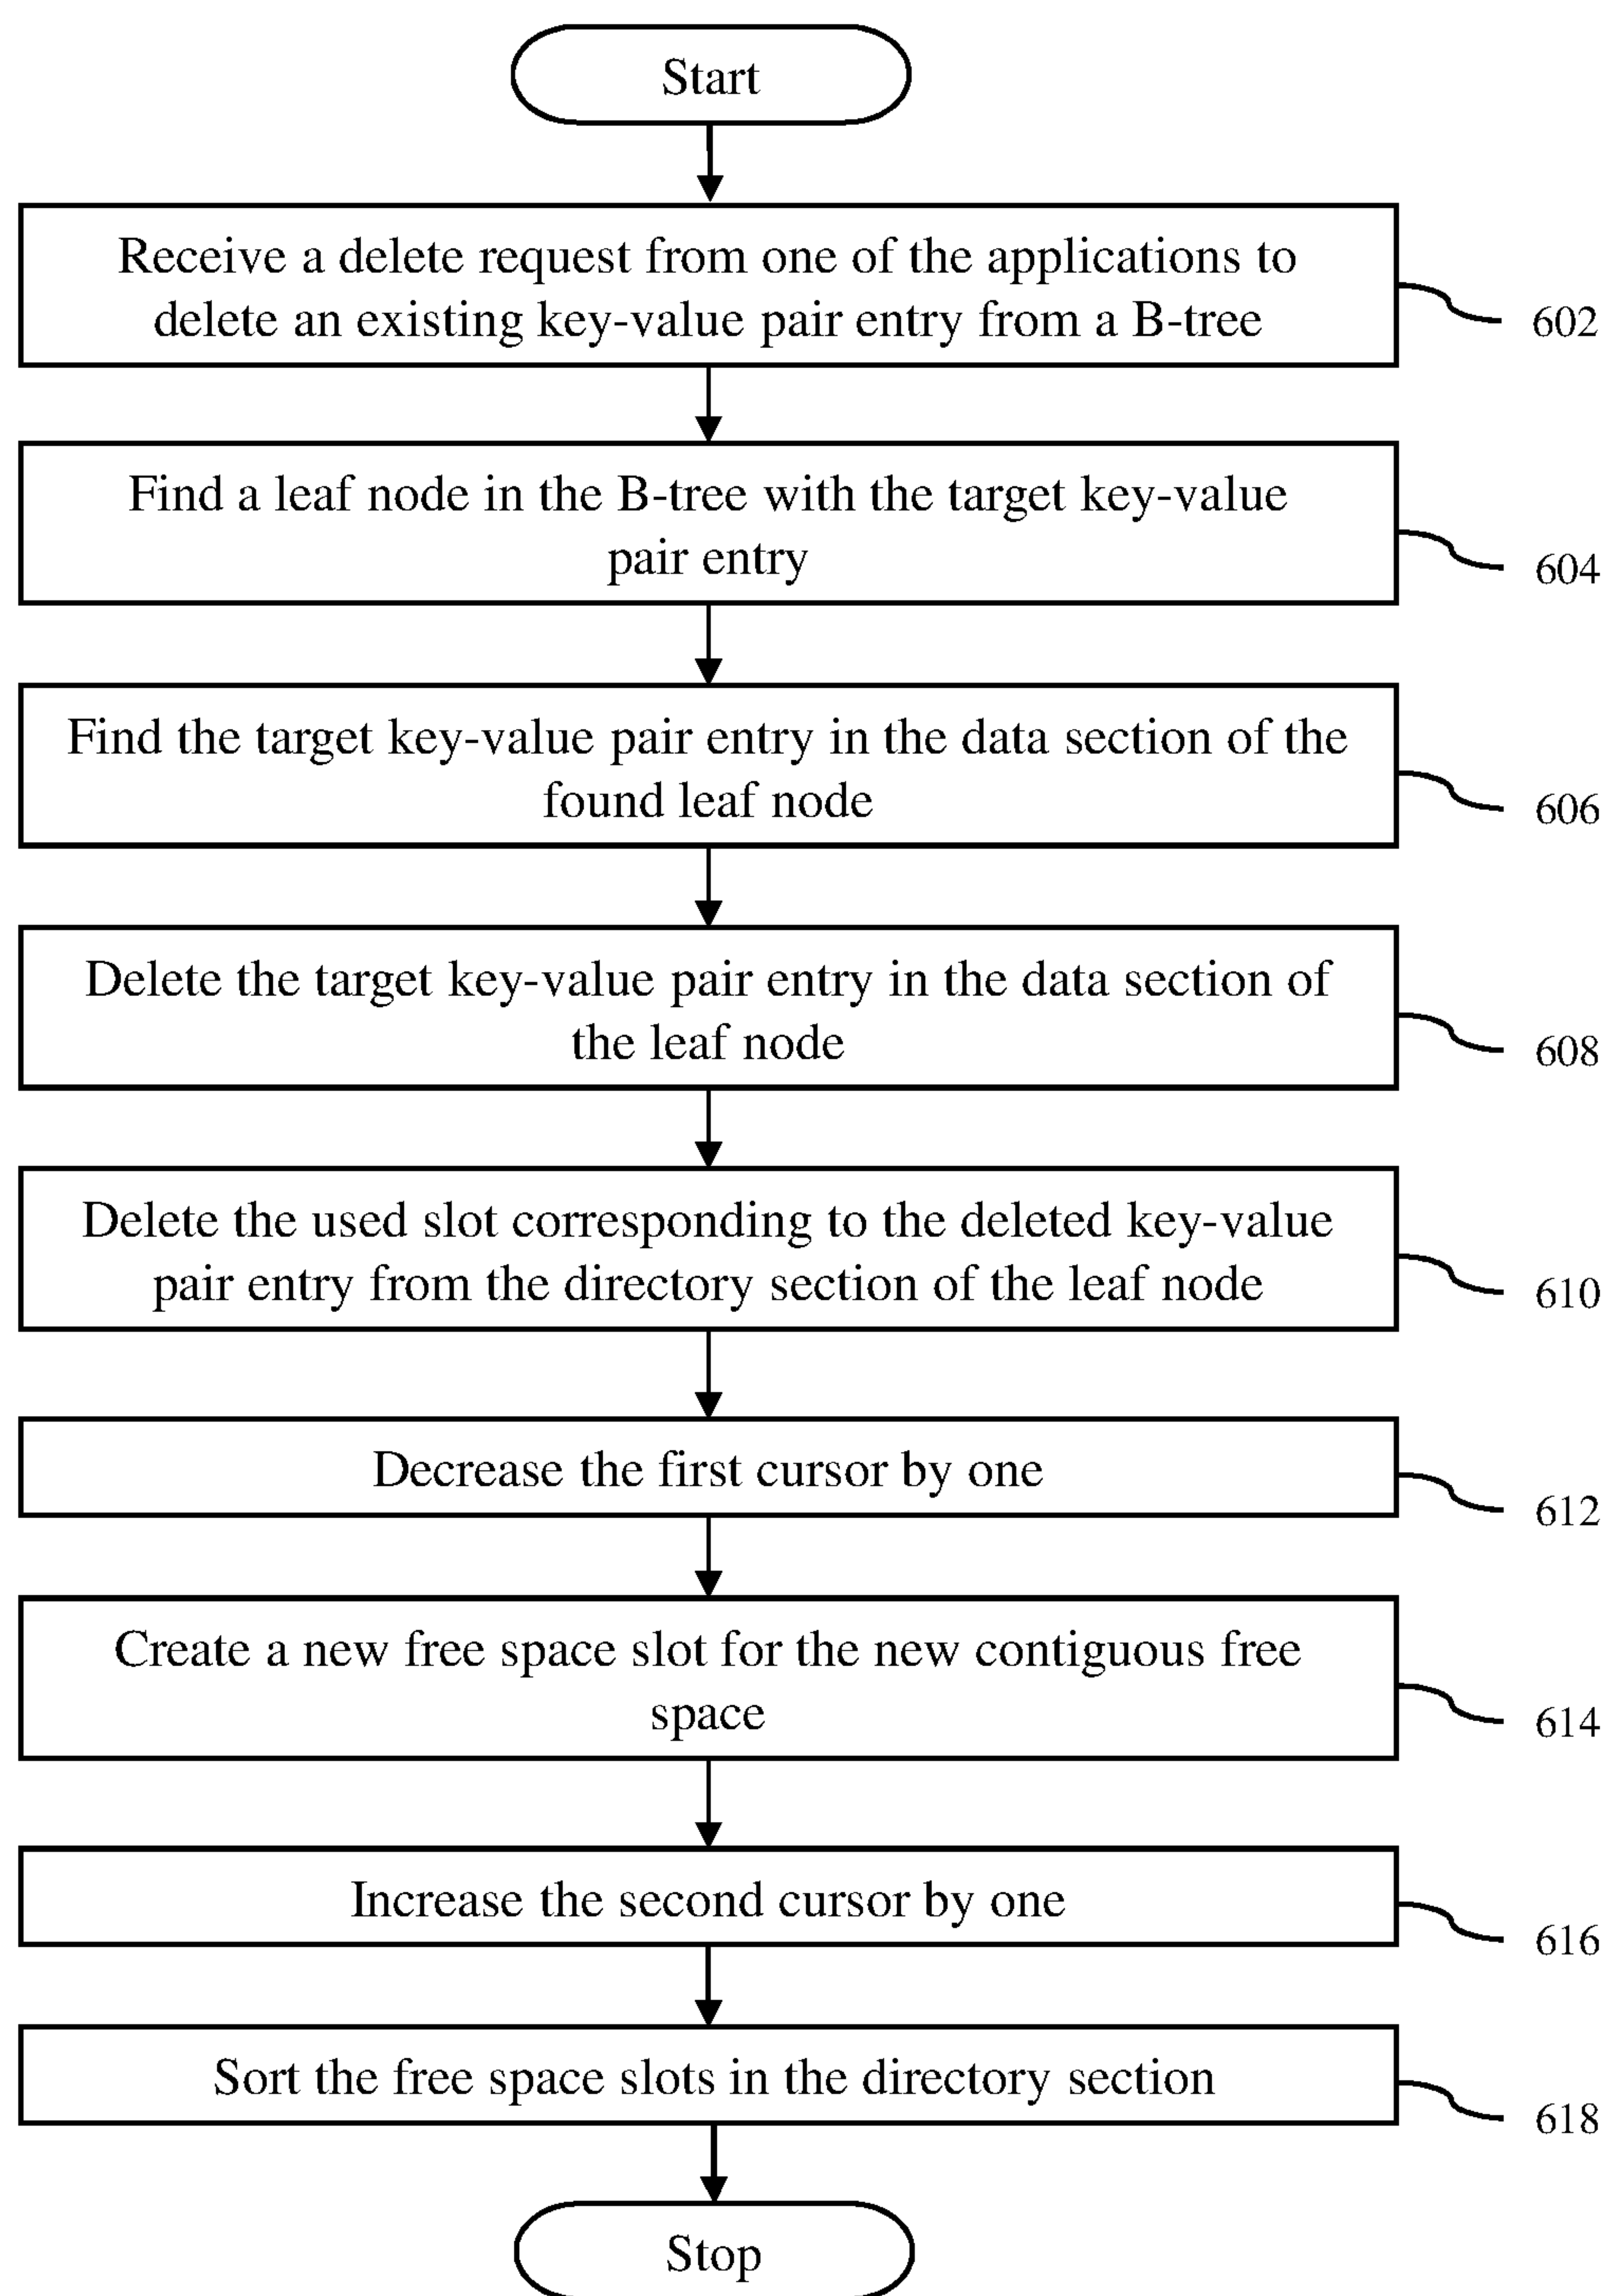 Start
Receive a delete request from one of the applications to
delete an existing key-value pair entry from a B-tree
602
Find a leaf node in the B-tree with the target key-value
pair entry
604
Find the target key-value pair entry in the data section of the
found leaf node
606
Delete the target key-value pair entry in the data section of
the leaf node
608
Delete the used slot corresponding to the deleted key-value
pair entry from the directory section of the leaf node
610
Decrease the first cursor by one
612
Create a new free space slot for the new contiguous free
space
614
Increase the second cursor by one
616
Sort the free space slots in the directory section
618
Stop